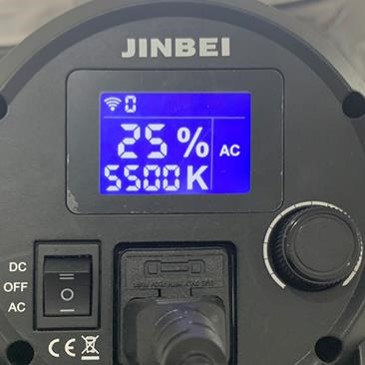 JINBEI
0
25%
AC
5500K
DC
OFF
AC
CE